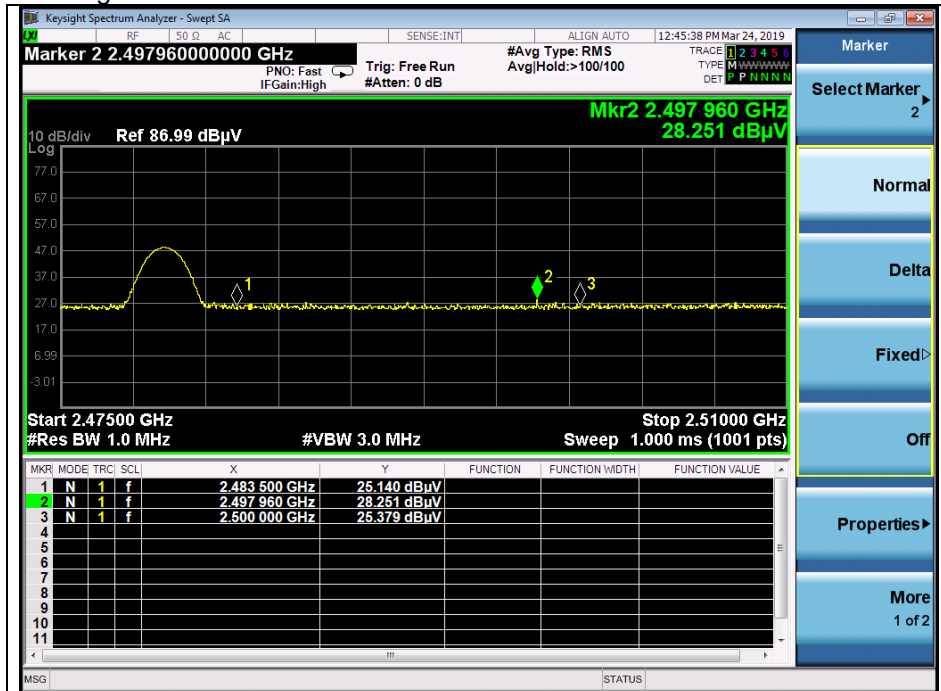 Keysight Spectrum Analyzer - Swept SA
LXI RF 50 Ω AC SENSE:INT ALIGN AUTO 12:45:38 PM Mar 24, 2019
Marker 2 2.497960000000 GHz
PNO: Fast
IFGain:High
Trig: Free Run
#Atten: 0 dB
#Avg Type: RMS
Avg|Hold:>100/100
TRACE 1 2 3 4 5 6
TYPE M W W W W W
DET P P N N N N
Mkr2 2.497 960 GHz
28.251 dBµV
10 dB/div Ref 86.99 dBµV
Log
77.0
67.0
57.0
47.0
37.0
27.0
17.0
6.99
-3.01
1
2
3
Start 2.47500 GHz Stop 2.51000 GHz
#Res BW 1.0 MHz #VBW 3.0 MHz Sweep 1.000 ms (1001 pts)
MKR MODE TRC SCL X Y FUNCTION FUNCTION WIDTH FUNCTION VALUE
1 N 1 f 2.483 500 GHz 25.140 dBµV
2 N 1 f 2.497 960 GHz 28.251 dBµV
3 N 1 f 2.500 000 GHz 25.379 dBµV
4
5
6
7
8
9
10
11
MSG STATUS
Marker
Select Marker
2
Normal
Delta
Fixed
Off
Properties
More
1 of 2